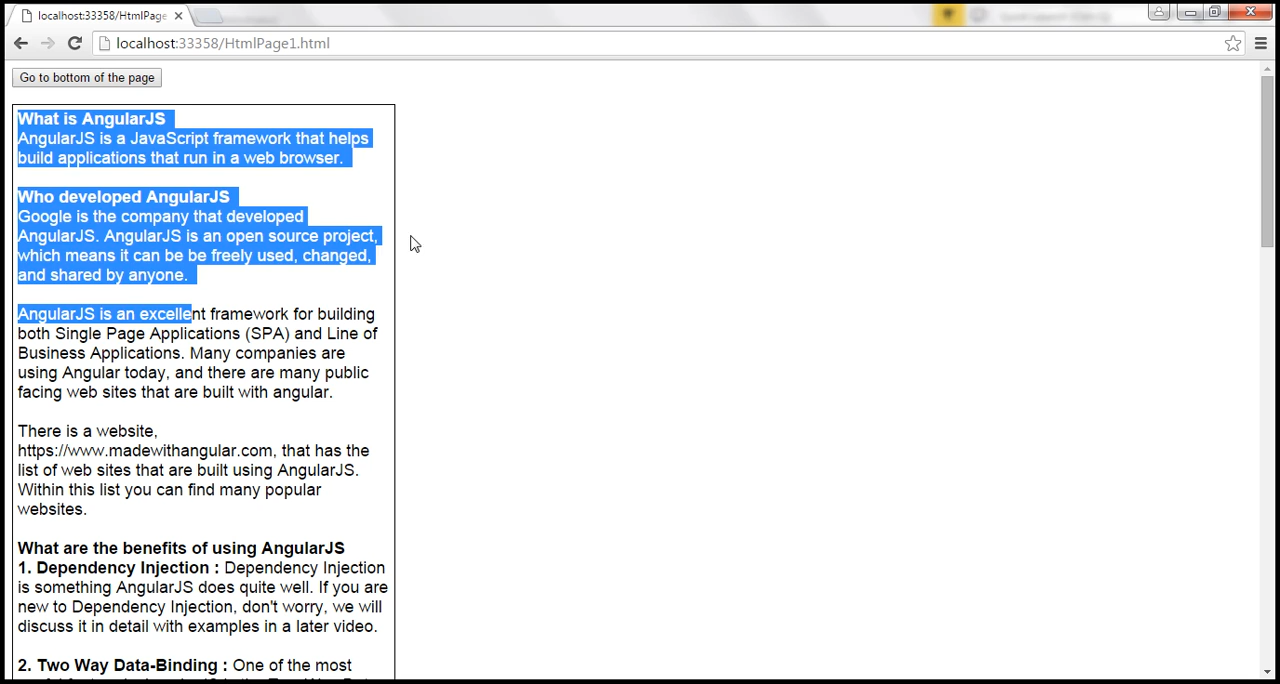 localhost:33358/HtmlPage
localhost:33358/HtmlPage1.html
Go to bottom of the page
What is AngularJS
AngularJS is a JavaScript framework that helps
build applications that run in a web browser.
Who developed AngularJS
Google is the company that developed
AngularJS. AngularJS is an open source project,
which means it can be be freely used, changed,
and shared by anyone.
AngularJS is an excellent framework for building
both Single Page Applications (SPA) and Line of
Business Applications. Many companies are
using Angular today, and there are many public
facing web sites that are built with angular.
There is a website,
https://www.madewithangular.com, that has the
list of web sites that are built using AngularJS.
Within this list you can find many popular
websites.
What are the benefits of using AngularJS
1. Dependency Injection : Dependency Injection
is something AngularJS does quite well. If you are
new to Dependency Injection, don't worry, we will
discuss it in detail with examples in a later video.
2. Two Way Data-Binding : One of the most